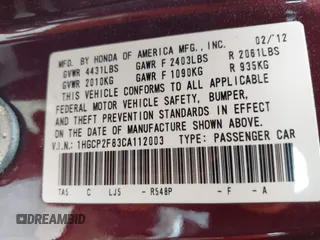 MFD. BY HONDA OF AMERICA MFG., INC. 02/'12
GVWR 4431LBS GAWR F 2403LBS R 2061LBS
GVWR 2010KG GAWR F 1090KG R 935KG
THIS VEHICLE CONFORMS TO ALL APPLICABLE
FEDERAL MOTOR VEHICLE SAFETY, BUMPER,
AND THEFT PREVENTION STANDARDS IN EFFECT
ON THE DATE OF MANUFACTURE SHOWN ABOVE.
VIN: 1HGCP2F83CA112003 TYPE: PASSENGER CAR
TA5 C LJ5 - R548P - F - A
DREAMBID